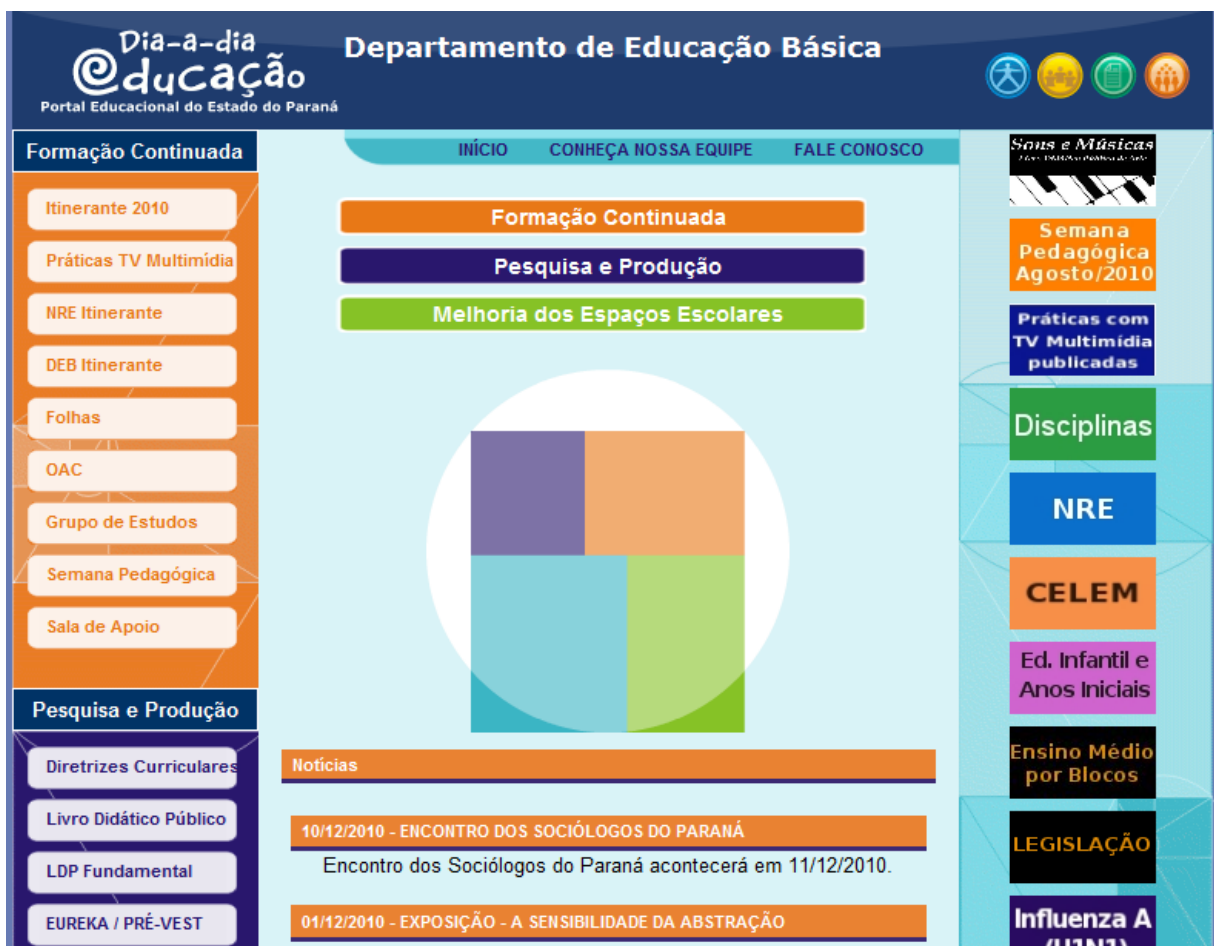 Dia-a-dia
@ducação
Portal Educacional do Estado do Paraná
Departamento de Educação Básica
INÍCIO
CONHEÇA NOSSA EQUIPE
FALE CONOSCO
Formação Continuada
Itinerante 2010
Práticas TV Multimídia
NRE Itinerante
DEB Itinerante
Folhas
OAC
Grupo de Estudos
Semana Pedagógica
Sala de Apoio
Pesquisa e Produção
Diretrizes Curriculares
Livro Didático Público
LDP Fundamental
EUREKA / PRÉ-VEST
Formação Continuada
Pesquisa e Produção
Melhoria dos Espaços Escolares
Notícias
10/12/2010 - ENCONTRO DOS SOCIÓLOGOS DO PARANÁ
Encontro dos Sociólogos do Paraná acontecerá em 11/12/2010.
01/12/2010 - EXPOSIÇÃO - A SENSIBILIDADE DA ABSTRAÇÃO
Sons e Músicas
Semana
Pedagógica
Agosto/2010
Práticas com
TV Multimídia
publicadas
Disciplinas
NRE
CELEM
Ed. Infantil e
Anos Iniciais
Ensino Médio
por Blocos
LEGISLAÇÃO
Influenza A
(H1N1)